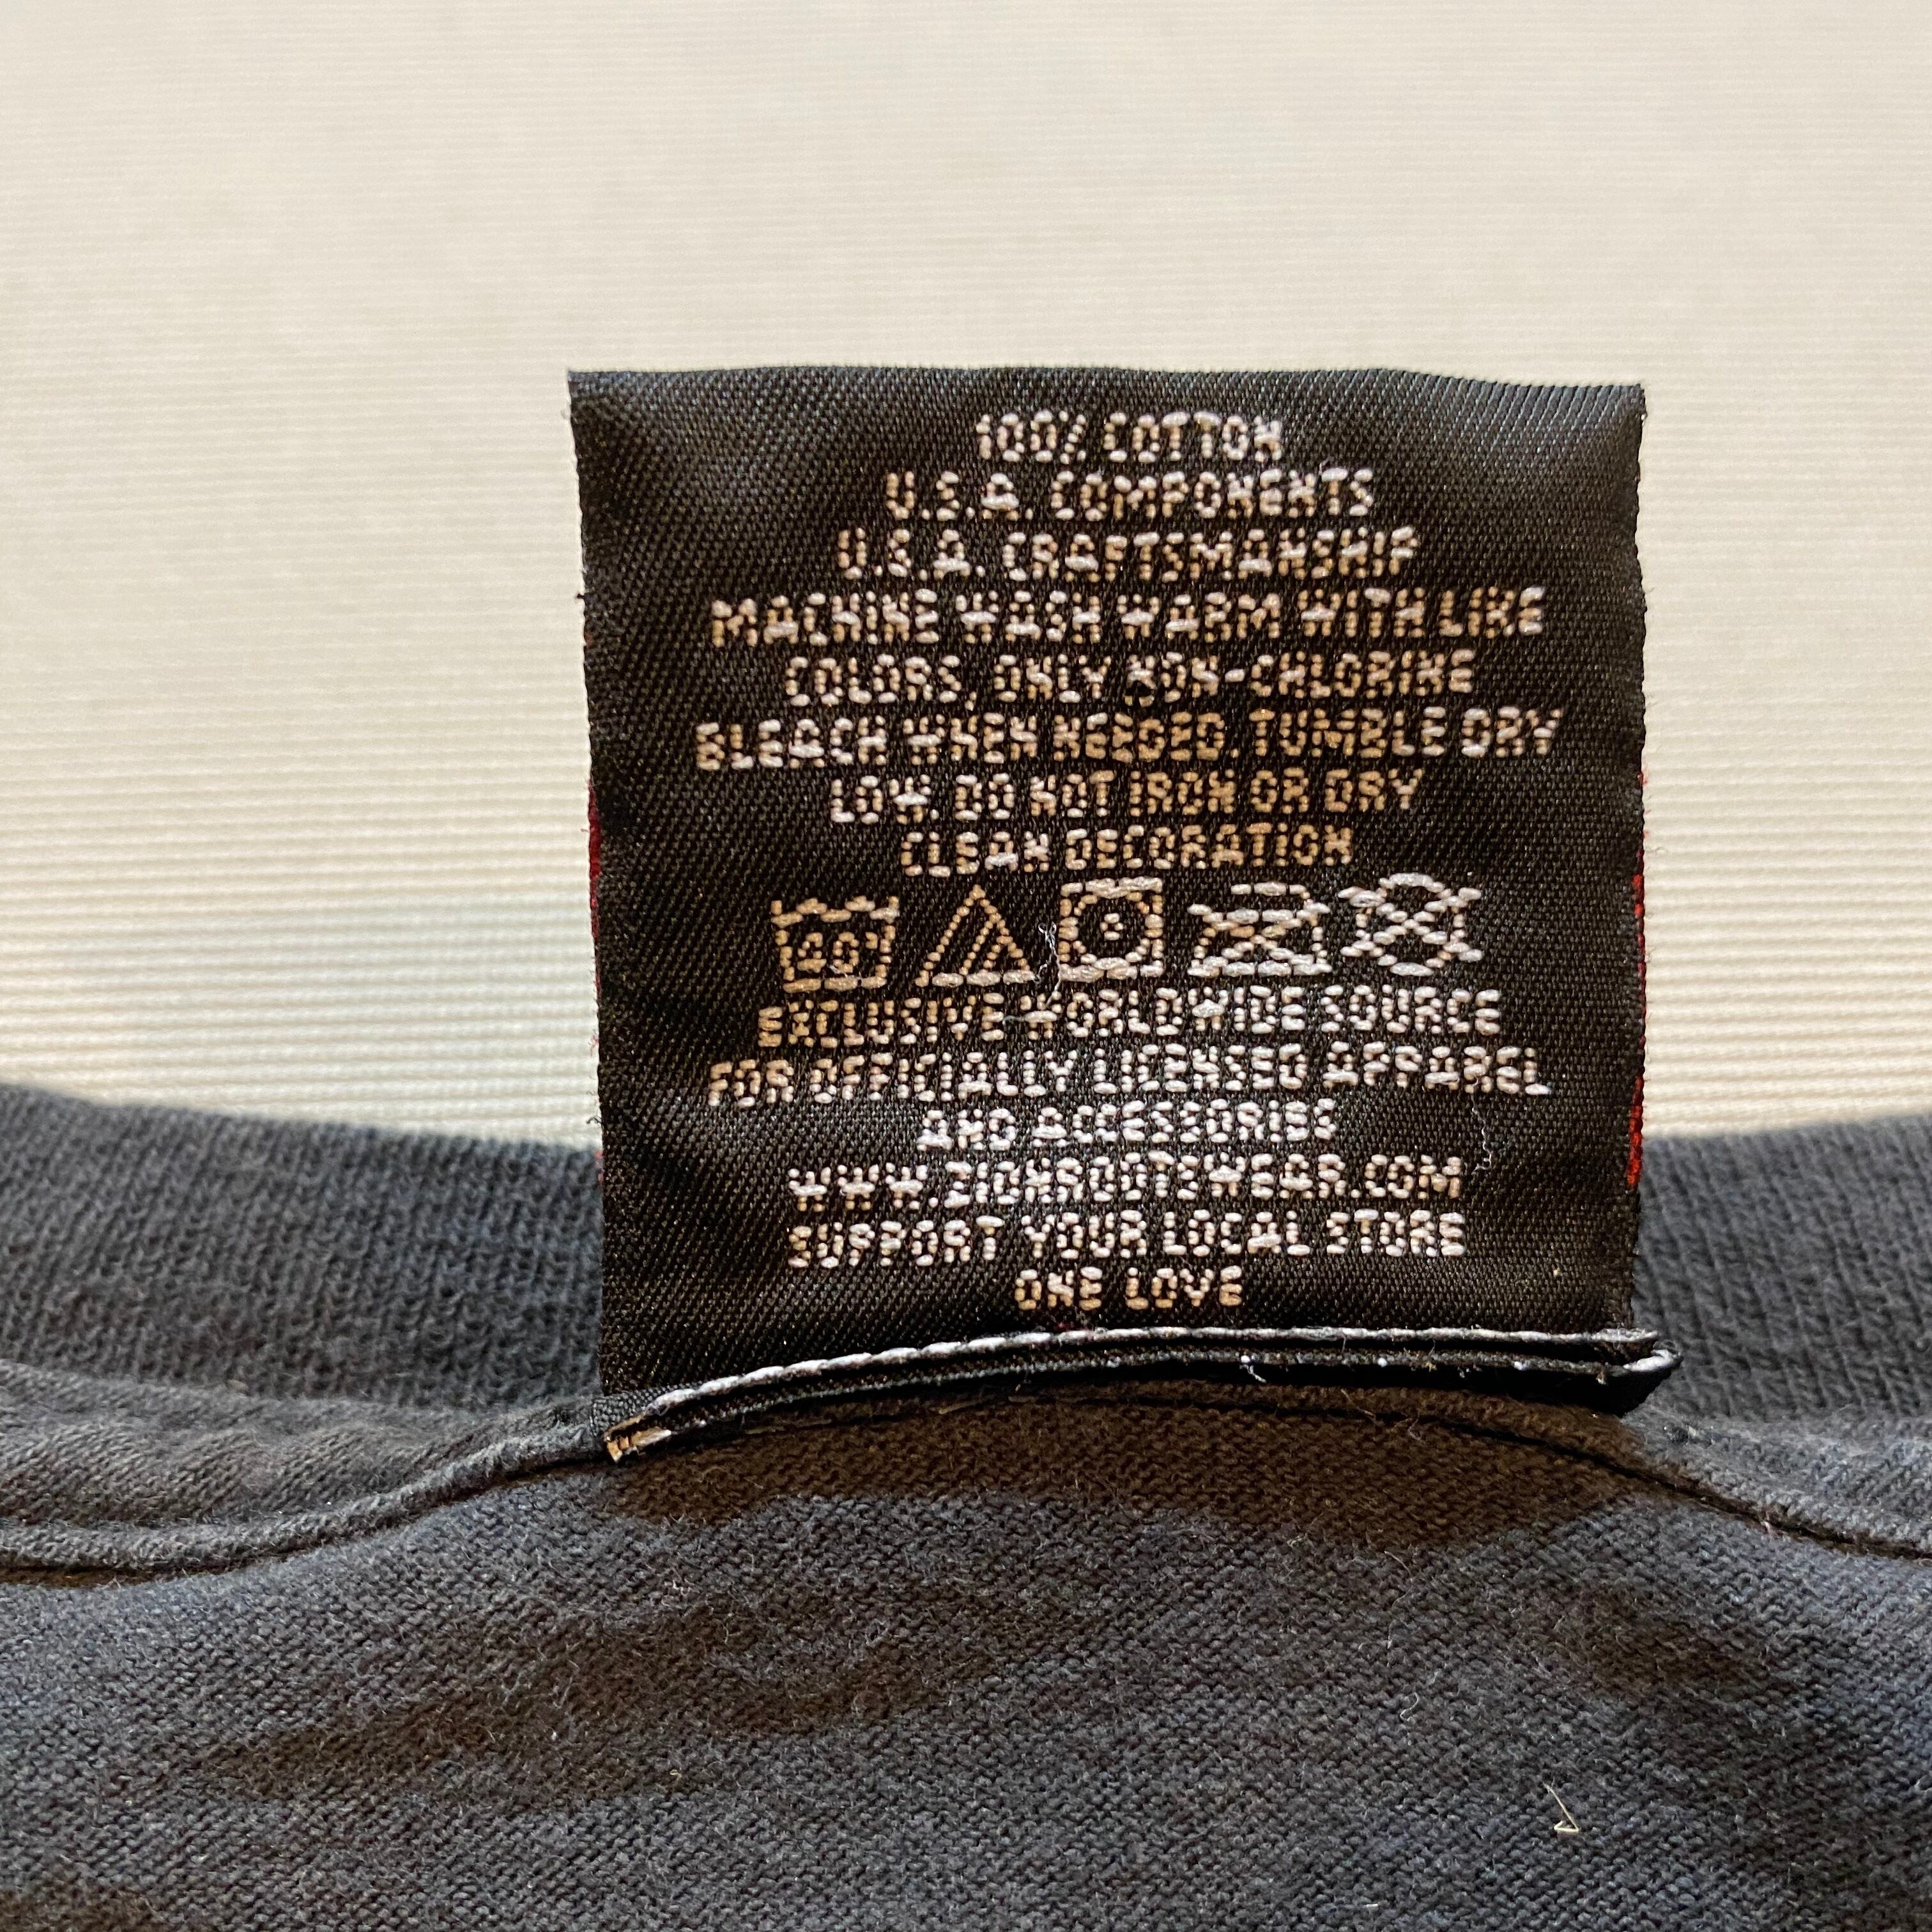 100% COTTON
U.S.A. COMPONENTS
U.S.A. CRAFTSMANSHIP
MACHINE WASH WARM WITH LIKE
COLORS, ONLY NON-CHLORINE
BLEACH WHEN NEEDED, TUMBLE DRY
LOW, DO NOT IRON OR DRY
CLEAN DECORATION
40°
EXCLUSIVE WORLDWIDE SOURCE
FOR OFFICIALLY LICENSED APPAREL
AND ACCESSORIES
WWW.ZIONROOTSWEAR.COM
SUPPORT YOUR LOCAL STORE
ONE LOVE